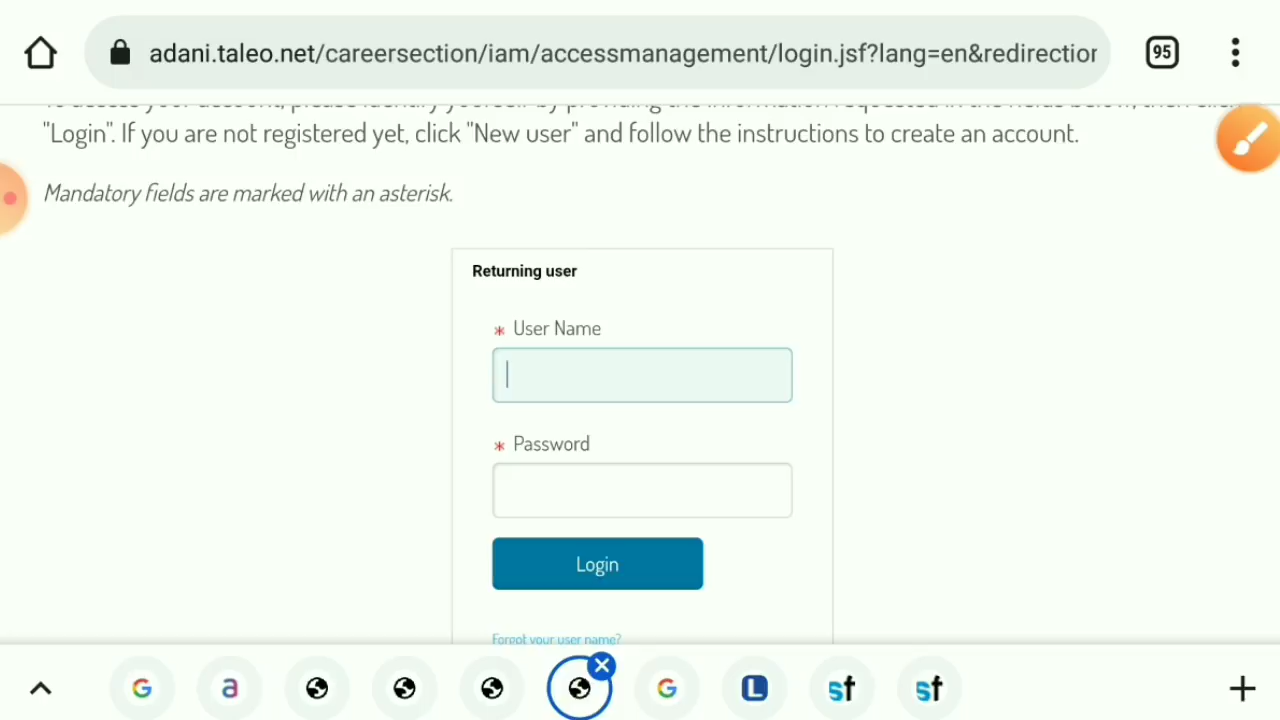 adani.taleo.net/careersection/iam/accessmanagement/login.jsf?lang=en&redirection
95
"Login". If you are not registered yet, click "New user" and follow the instructions to create an account.
Mandatory fields are marked with an asterisk.
Returning user
* User Name
* Password
Login
Forgot your user name?